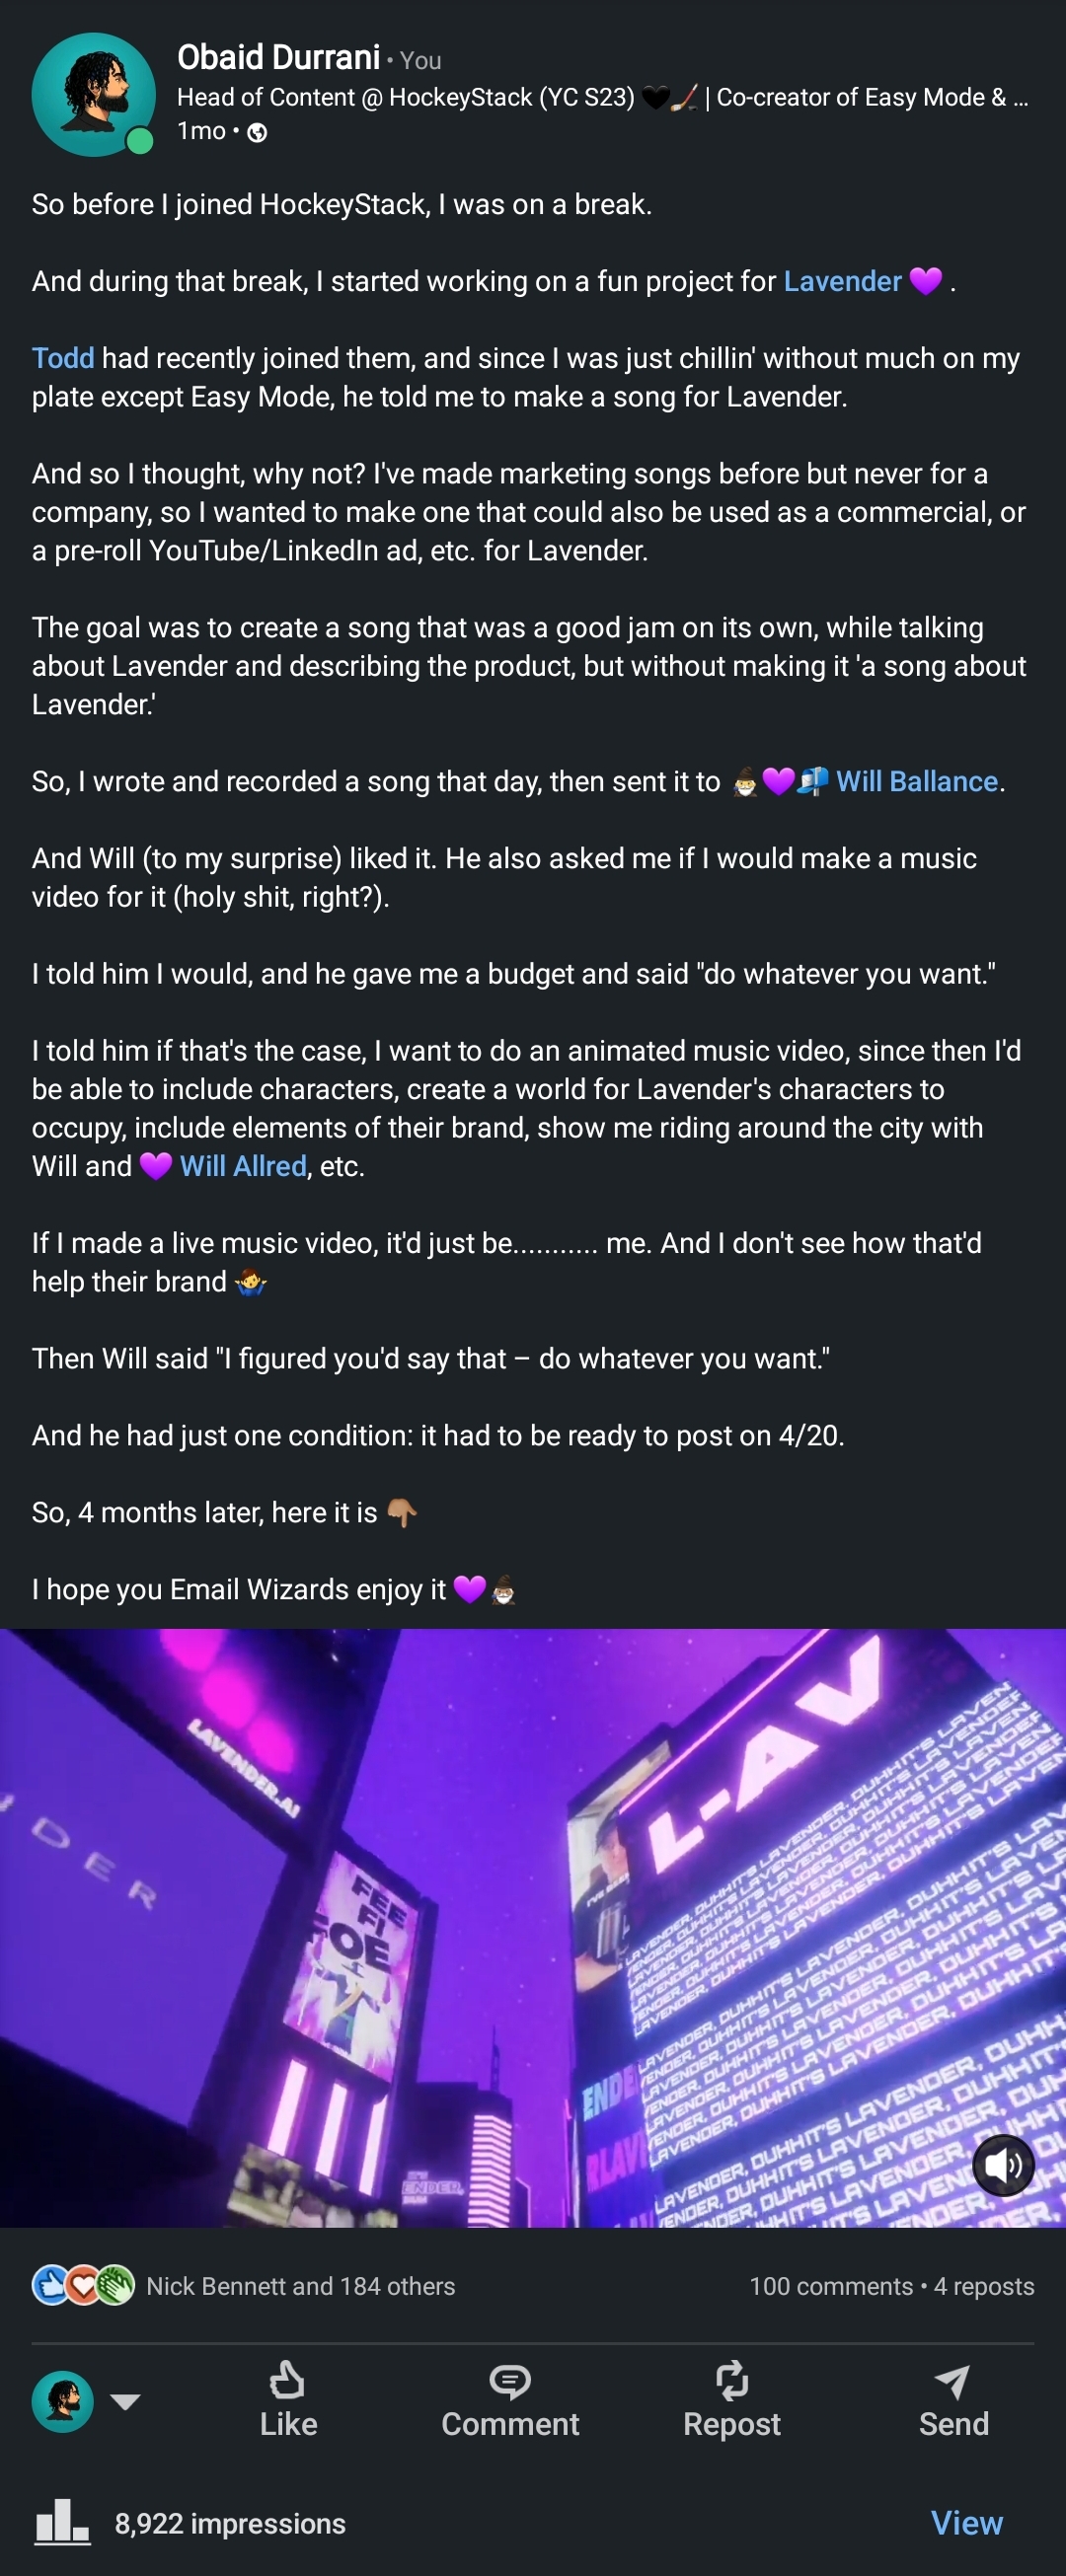 Obaid Durrani • You
Head of Content @ HockeyStack (YC S23) 🖤🏒 | Co-creator of Easy Mode & ...
1mo •
So before I joined HockeyStack, I was on a break.
And during that break, I started working on a fun project for Lavender 💜 .
Todd had recently joined them, and since I was just chillin' without much on my
plate except Easy Mode, he told me to make a song for Lavender.
And so I thought, why not? I've made marketing songs before but never for a
company, so I wanted to make one that could also be used as a commercial, or
a pre-roll YouTube/LinkedIn ad, etc. for Lavender.
The goal was to create a song that was a good jam on its own, while talking
about Lavender and describing the product, but without making it 'a song about
Lavender.'
So, I wrote and recorded a song that day, then sent it to 🧙💜📬 Will Ballance.
And Will (to my surprise) liked it. He also asked me if I would make a music
video for it (holy shit, right?).
I told him I would, and he gave me a budget and said "do whatever you want."
I told him if that's the case, I want to do an animated music video, since then I'd
be able to include characters, create a world for Lavender's characters to
occupy, include elements of their brand, show me riding around the city with
Will and 💜 Will Allred, etc.
If I made a live music video, it'd just be........... me. And I don't see how that'd
help their brand 🤷‍♂️
Then Will said "I figured you'd say that – do whatever you want."
And he had just one condition: it had to be ready to post on 4/20.
So, 4 months later, here it is 👇🏽
I hope you Email Wizards enjoy it 💜🧙🏽‍♂️
LAVENDER.AI
DER
FEE
FI
FOE
L-AV
LAVENDER, DUHHIT'S LAVENDER, DUHHIT'S LAVENDER
Nick Bennett and 184 others
100 comments • 4 reposts
Like
Comment
Repost
Send
8,922 impressions
View